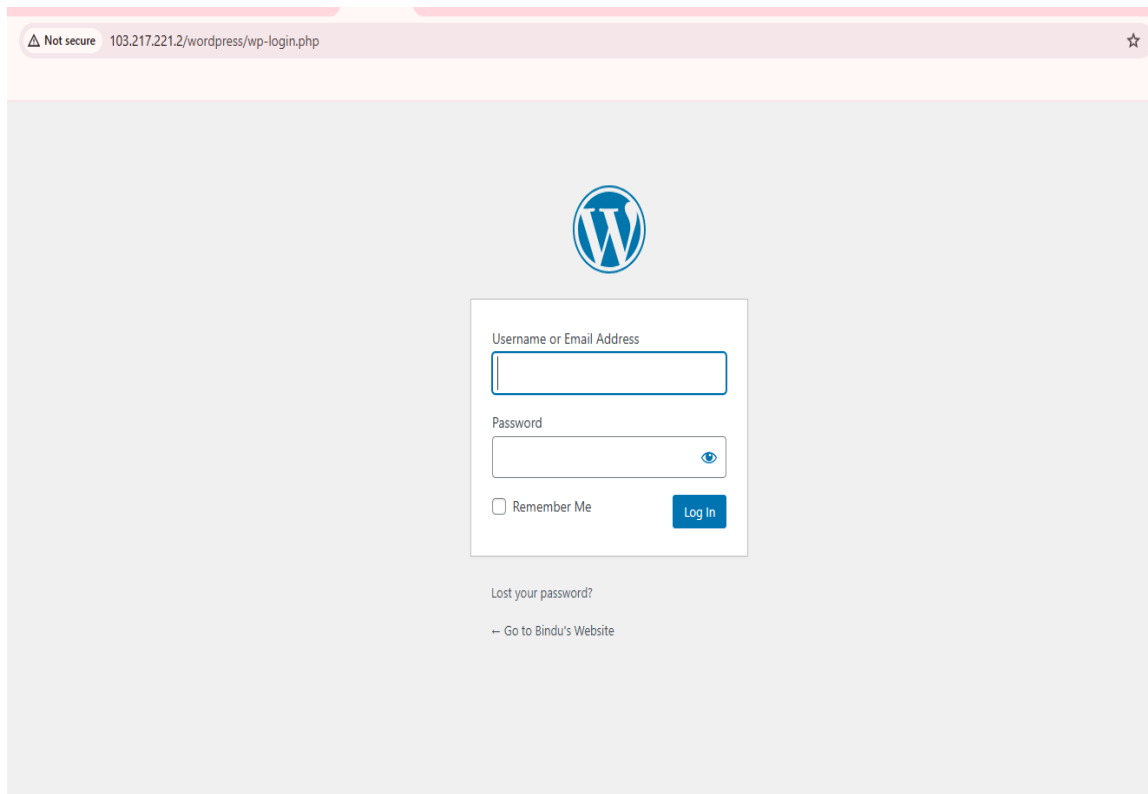 Not secure 103.217.221.2/wordpress/wp-login.php
W
Username or Email Address
Password
Remember Me
Log In
Lost your password?
← Go to Bindu's Website